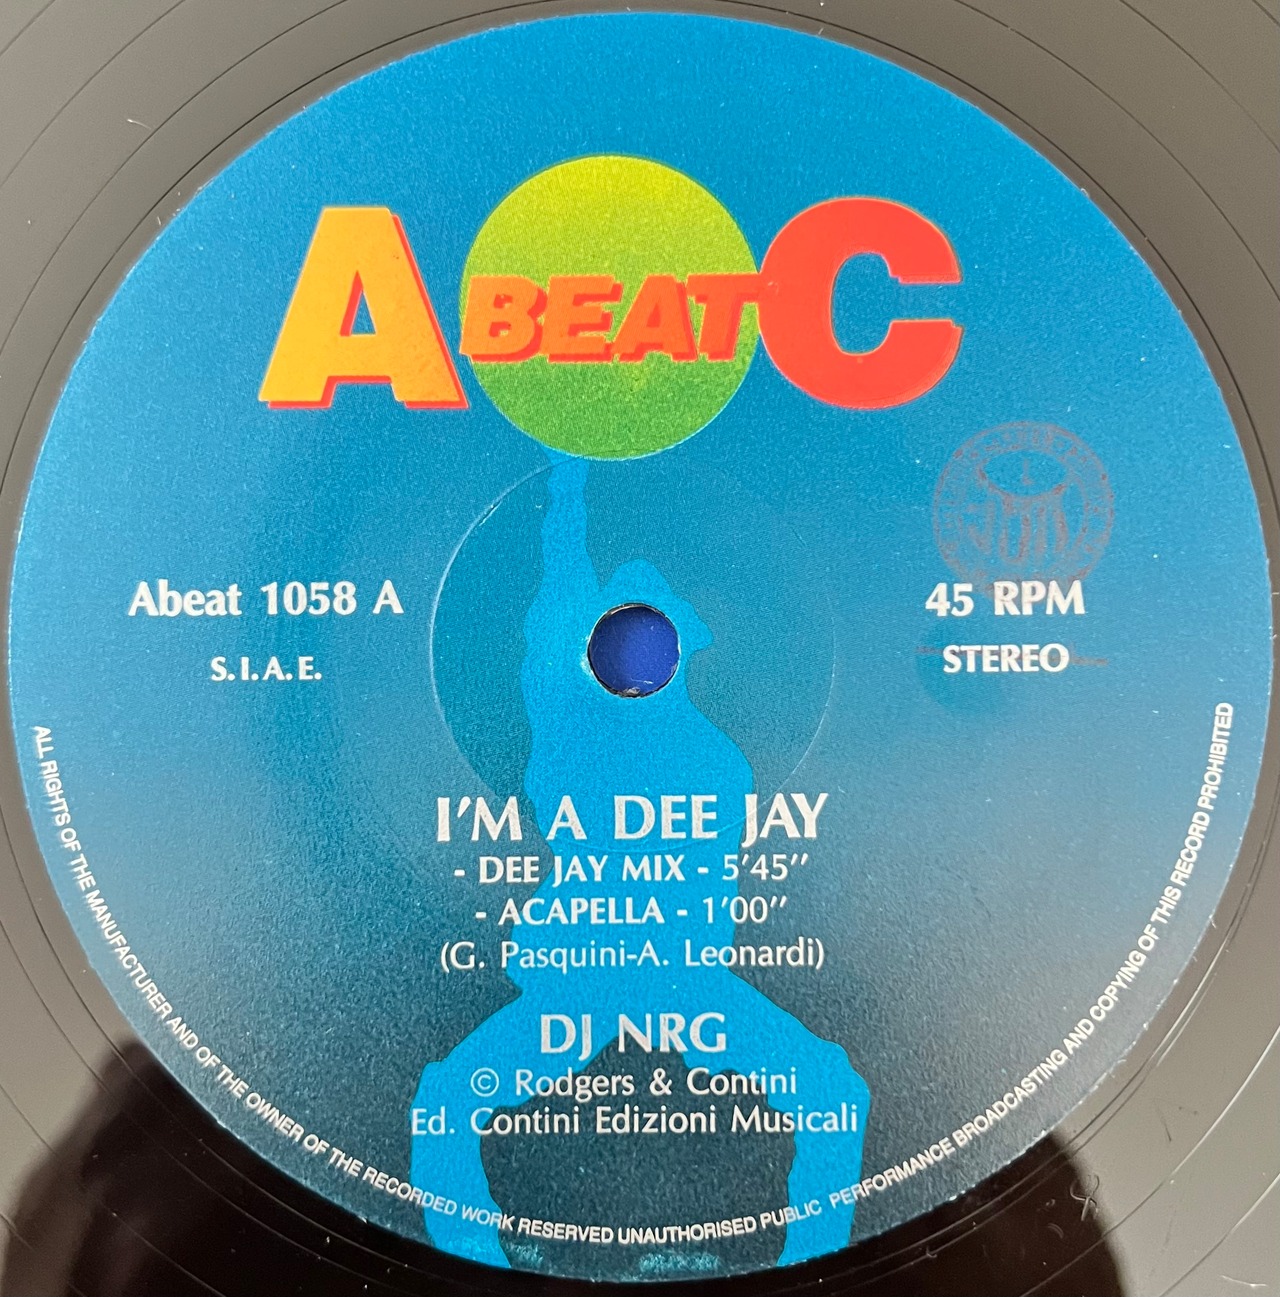 A BEAT C
Abeat 1058 A
S.I.A.E.
45 RPM
STEREO
I'M A DEE JAY
- DEE JAY MIX - 5'45''
- ACAPELLA - 1'00''
(G. Pasquini-A. Leonardi)
DJ NRG
© Rodgers & Contini
Ed. Contini Edizioni Musicali
ALL RIGHTS OF THE MANUFACTURER AND OF THE OWNER OF THE RECORDED WORK RESERVED UNAUTHORISED PUBLIC PERFORMANCE BROADCASTING AND COPYING OF THIS RECORD PROHIBITED